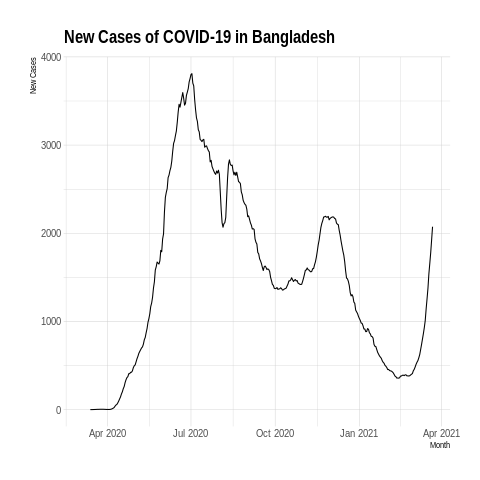 New Cases of COVID-19 in Bangladesh
New Cases
4000
3000
2000
1000
0
Apr 2020 Jul 2020 Oct 2020 Jan 2021 Apr 2021
Month